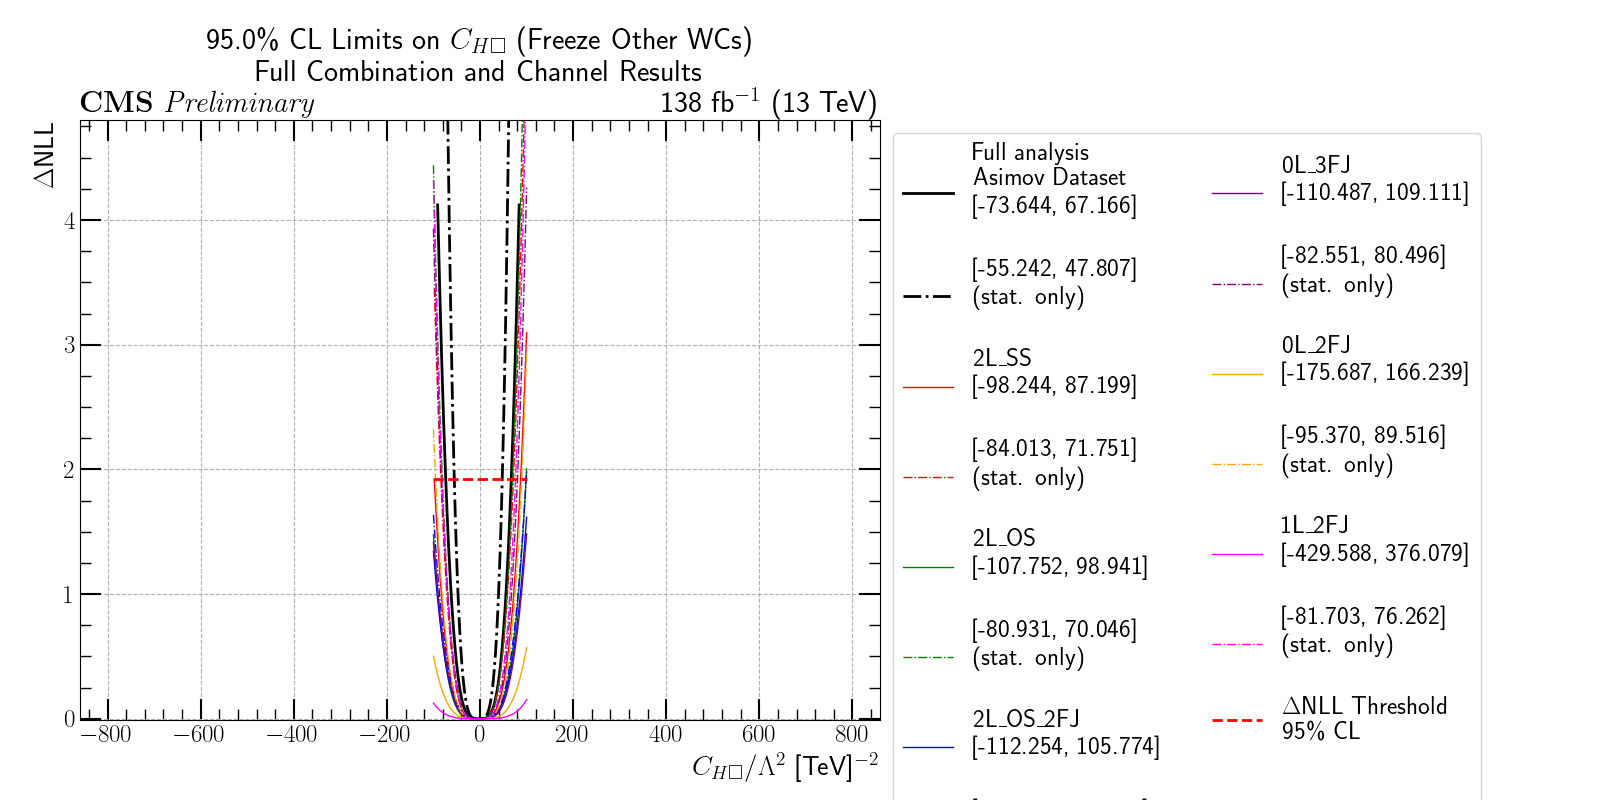 95.0% CL Limits on C_{H□} (Freeze Other WCs)
Full Combination and Channel Results
CMS Preliminary
138 fb⁻¹ (13 TeV)
ΔNLL
4
3
2
1
0
−800
−600
−400
−200
0
200
400
600
800
C_{H□}/Λ² [TeV]⁻²
Full analysis
Asimov Dataset
[-73.644, 67.166]
[-55.242, 47.807]
(stat. only)
2L_SS
[-98.244, 87.199]
[-84.013, 71.751]
(stat. only)
2L_OS
[-107.752, 98.941]
[-80.931, 70.046]
(stat. only)
2L_OS_2FJ
[-112.254, 105.774]
0L_3FJ
[-110.487, 109.111]
[-82.551, 80.496]
(stat. only)
0L_2FJ
[-175.687, 166.239]
[-95.370, 89.516]
(stat. only)
1L_2FJ
[-429.588, 376.079]
[-81.703, 76.262]
(stat. only)
ΔNLL Threshold
95% CL